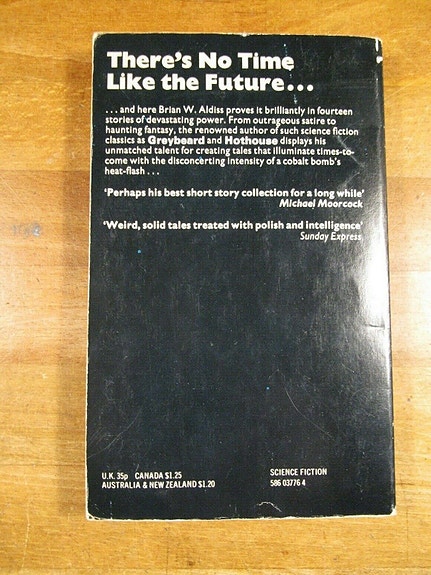 There's No Time
Like the Future...
...and here Brian W. Aldiss proves it brilliantly in fourteen
stories of devastating power. From outrageous satire to
haunting fantasy, the renowned author of such science fiction
classics as Greybeard and Hothouse displays his
unmatched talent for creating tales that illuminate times-to-
come with the disconcerting intensity of a cobalt bomb's
heat-flash...
'Perhaps his best short story collection for a long while'
Michael Moorcock
'Weird, solid tales treated with polish and intelligence'
Sunday Express
U.K. 35p CANADA $1.25
AUSTRALIA & NEW ZEALAND $1.20
SCIENCE FICTION
586 03776 4